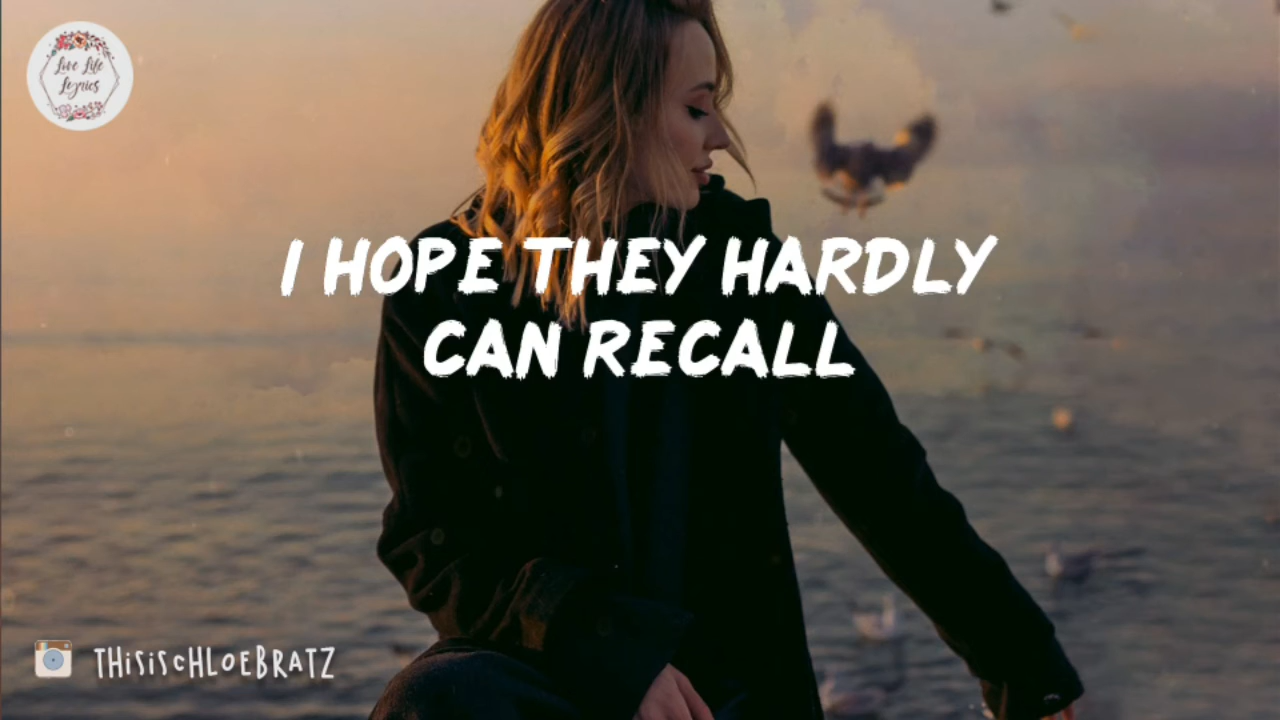 Live Life
Lyrics
I HOPE THEY HARDLY
CAN RECALL
THISISCHLOEBRATZ